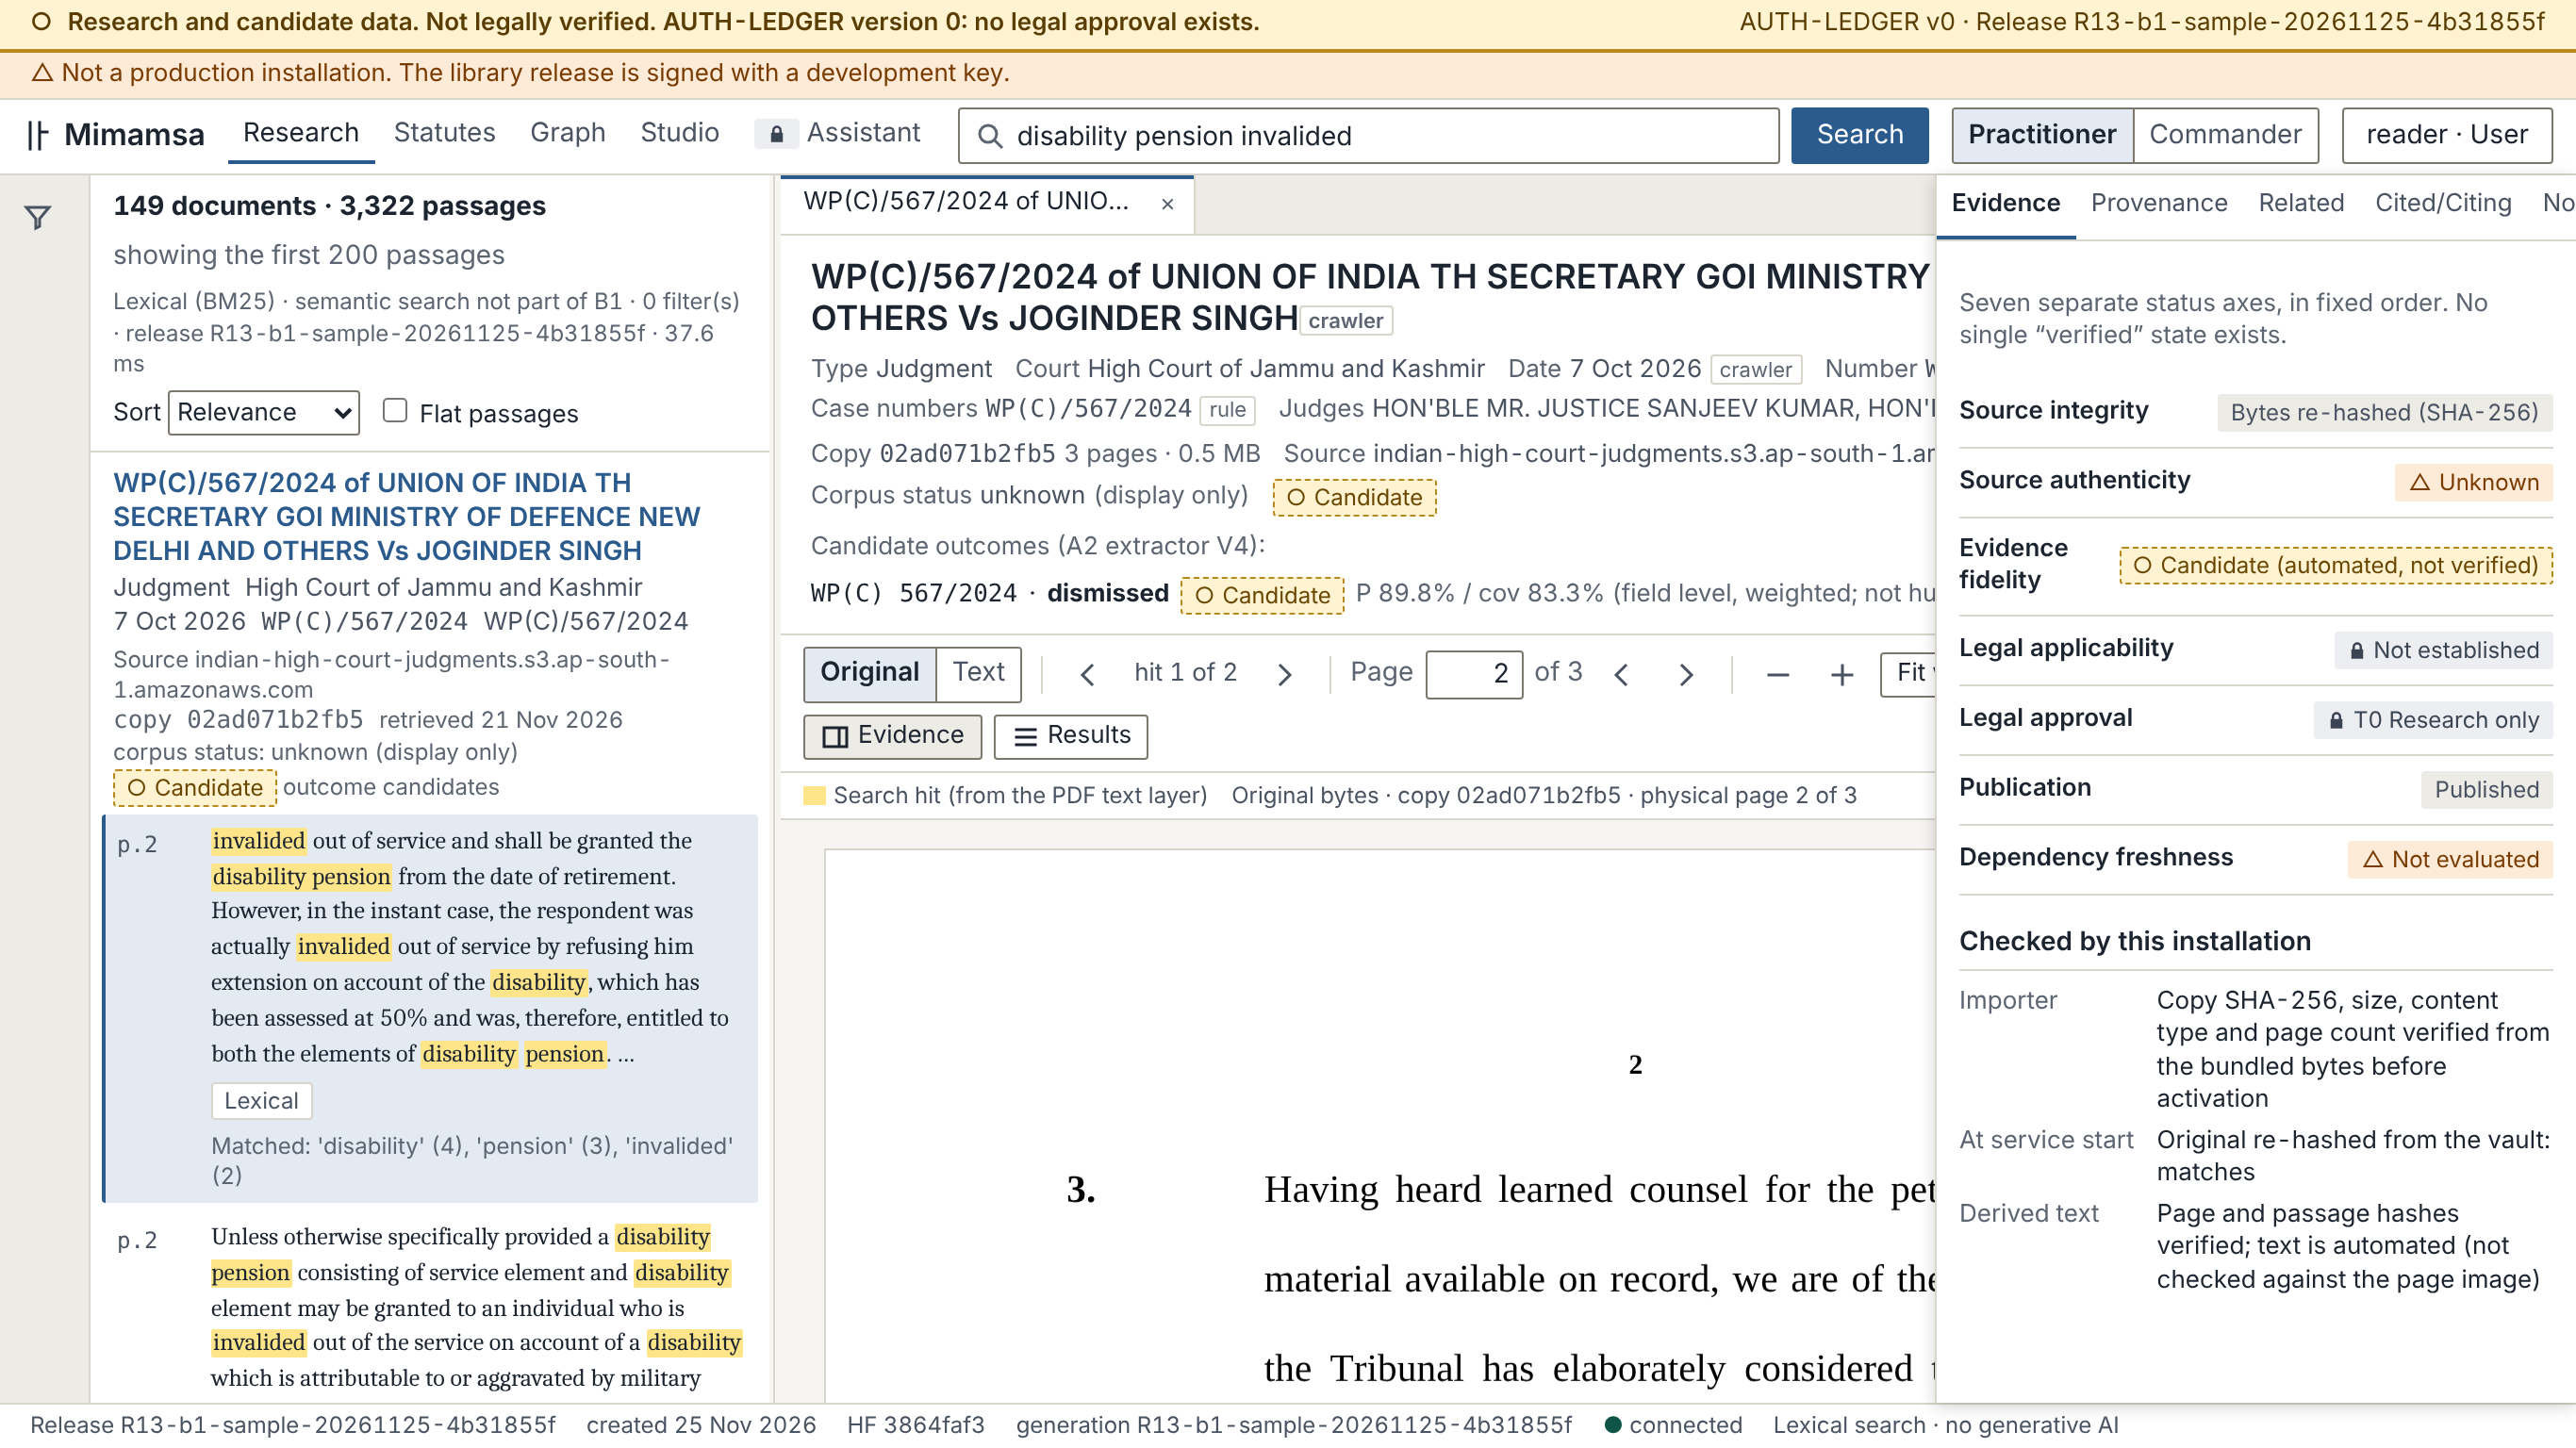 Research and candidate data. Not legally verified. AUTH-LEDGER version 0: no legal approval exists.
AUTH-LEDGER v0 · Release R13-b1-sample-20261125-4b31855f
Not a production installation. The library release is signed with a development key.
Mimamsa
Research
Statutes
Graph
Studio
Assistant
disability pension invalided
Search
Practitioner
Commander
reader · User
149 documents · 3,322 passages
showing the first 200 passages
Lexical (BM25) · semantic search not part of B1 · 0 filter(s)
· release R13-b1-sample-20261125-4b31855f · 37.6
ms
Sort Relevance
Flat passages
WP(C)/567/2024 of UNION OF INDIA TH
SECRETARY GOI MINISTRY OF DEFENCE NEW
DELHI AND OTHERS Vs JOGINDER SINGH
Judgment High Court of Jammu and Kashmir
7 Oct 2026 WP(C)/567/2024 WP(C)/567/2024
Source indian-high-court-judgments.s3.ap-south-
1.amazonaws.com
copy 02ad071b2fb5 retrieved 21 Nov 2026
corpus status: unknown (display only)
Candidate outcome candidates
p.2
invalided out of service and shall be granted the
disability pension from the date of retirement.
However, in the instant case, the respondent was
actually invalided out of service by refusing him
extension on account of the disability, which has
been assessed at 50% and was, therefore, entitled to
both the elements of disability pension. ...
Lexical
Matched: 'disability' (4), 'pension' (3), 'invalided'
(2)
p.2
Unless otherwise specifically provided a disability
pension consisting of service element and disability
element may be granted to an individual who is
invalided out of the service on account of a disability
which is attributable to or aggravated by military
WP(C)/567/2024 of UNIO... ×
WP(C)/567/2024 of UNION OF INDIA TH SECRETARY GOI MINISTRY
OTHERS Vs JOGINDER SINGH crawler
Type Judgment Court High Court of Jammu and Kashmir Date 7 Oct 2026 crawler Number
Case numbers WP(C)/567/2024 rule Judges HON'BLE MR. JUSTICE SANJEEV KUMAR,
Copy 02ad071b2fb5 3 pages · 0.5 MB Source indian-high-court-judgments.s3.ap-south-1.
Corpus status unknown (display only) Candidate
Candidate outcomes (A2 extractor V4):
WP(C) 567/2024 · dismissed Candidate P 89.8% / cov 83.3% (field level, weighted; not
Original
Text
hit 1 of 2
Page 2 of 3
Fit
Evidence
Results
Search hit (from the PDF text layer) Original bytes · copy 02ad071b2fb5 · physical page 2 of 3
2
3. Having heard learned counsel for the
material available on record, we are of the
the Tribunal has elaborately considered
Evidence
Provenance
Related
Cited/Citing
Seven separate status axes, in fixed order. No
single “verified” state exists.
Source integrity Bytes re-hashed (SHA-256)
Source authenticity Unknown
Evidence
fidelity
Candidate (automated, not verified)
Legal applicability Not established
Legal approval T0 Research only
Publication Published
Dependency freshness Not evaluated
Checked by this installation
Importer Copy SHA-256, size, content
type and page count verified from
the bundled bytes before
activation
At service start Original re-hashed from the vault:
matches
Derived text Page and passage hashes
verified; text is automated (not
checked against the page image)
Release R13-b1-sample-20261125-4b31855f created 25 Nov 2026 HF 3864faf3 generation R13-b1-sample-20261125-4b31855f connected Lexical search · no generative AI